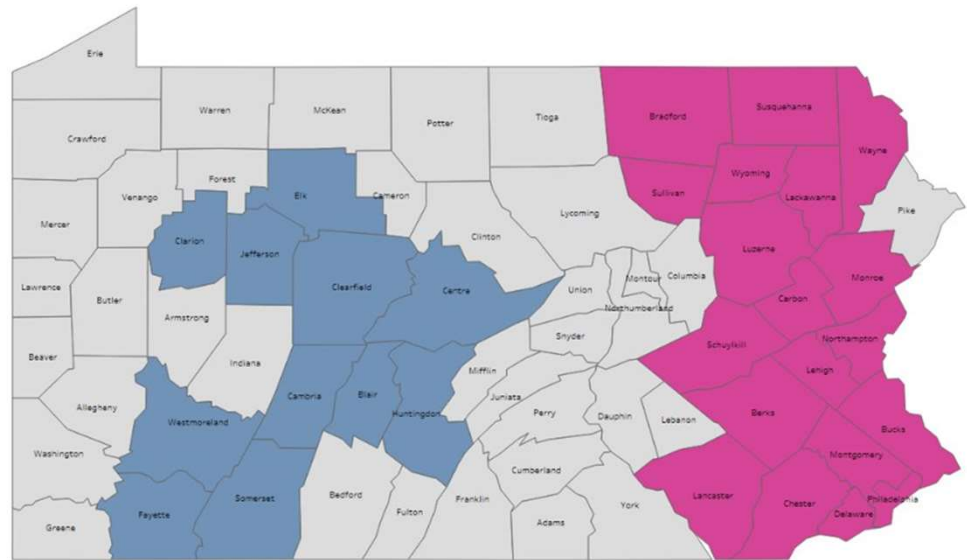 Erie
Warren
McKean
Potter
Tioga
Bradford
Susquehanna
Wayne
Crawford
Forest
Elk
Cameron
Wyoming
Sullivan
Lackawanna
Pike
Venango
Mercer
Clarion
Jefferson
Lycoming
Clinton
Luzerne
Monroe
Lawrence
Butler
Clearfield
Centre
Union
Montour
Columbia
Carbon
Armstrong
Northumberland
Snyder
Schuylkill
Northampton
Beaver
Indiana
Mifflin
Lehigh
Allegheny
Westmoreland
Cambria
Blair
Huntingdon
Juniata
Perry
Dauphin
Lebanon
Berks
Bucks
Washington
Cumberland
Montgomery
Greene
Fayette
Somerset
Bedford
Fulton
Franklin
Adams
York
Lancaster
Chester
Delaware
Philadelphia